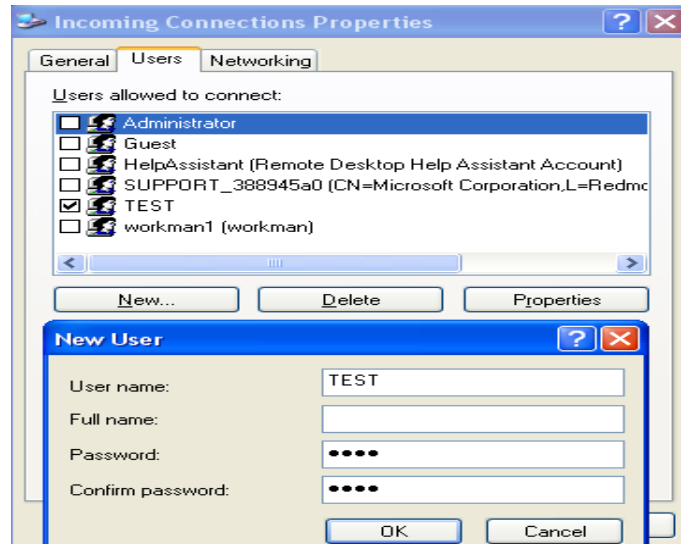 Incoming Connections Properties
General Users Networking
Users allowed to connect:
Administrator
Guest
HelpAssistant (Remote Desktop Help Assistant Account)
SUPPORT_388945a0 (CN=Microsoft Corporation,L=Redmo
TEST
workman1 (workman)
New... Delete Properties
New User
User name: TEST
Full name:
Password: ••••
Confirm password: ••••
OK Cancel